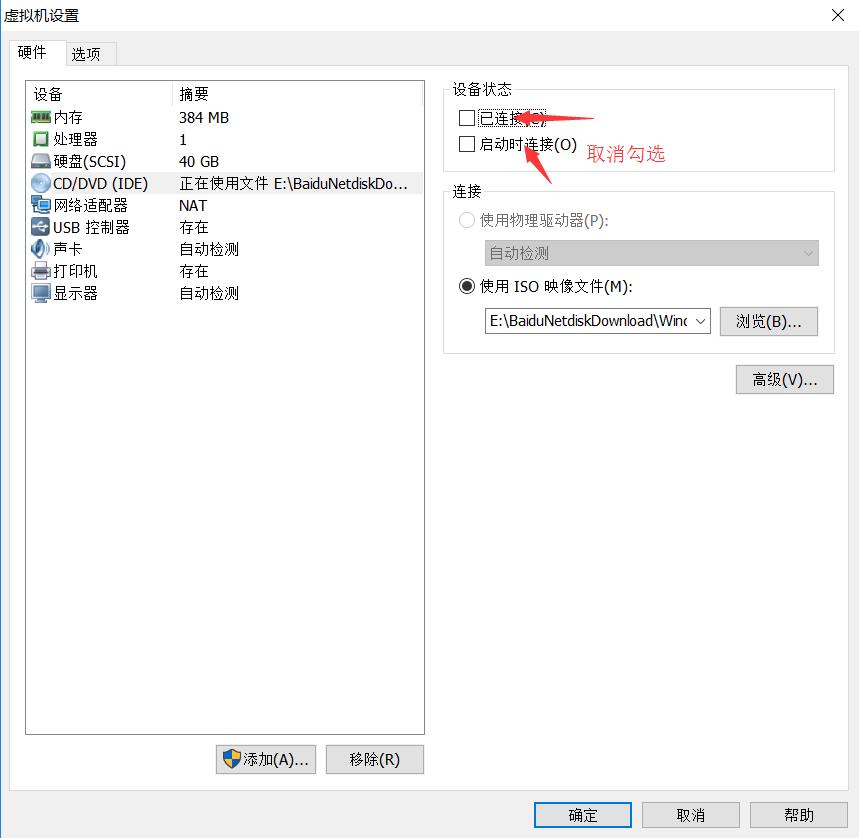 虚拟机设置
硬件 选项
设备 摘要
内存 384 MB
处理器 1
硬盘(SCSI) 40 GB
CD/DVD (IDE) 正在使用文件 E:\BaiduNetdiskDo...
网络适配器 NAT
USB 控制器 存在
声卡 自动检测
打印机 存在
显示器 自动检测
添加(A)... 移除(R)
设备状态
已连接(C)
启动时连接(O)
取消勾选
连接
使用物理驱动器(P):
自动检测
使用 ISO 映像文件(M):
E:\BaiduNetdiskDownload\Winc 浏览(B)...
高级(V)...
确定 取消 帮助